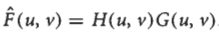 F̂(u, v) = H(u, v)G(u, v)